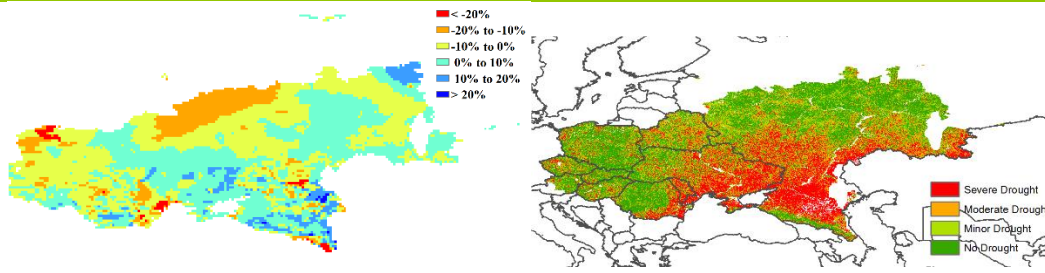 < -20%
-20% to -10%
-10% to 0%
0% to 10%
10% to 20%
> 20%
Severe Drought
Moderate Drought
Minor Drought
No Drought